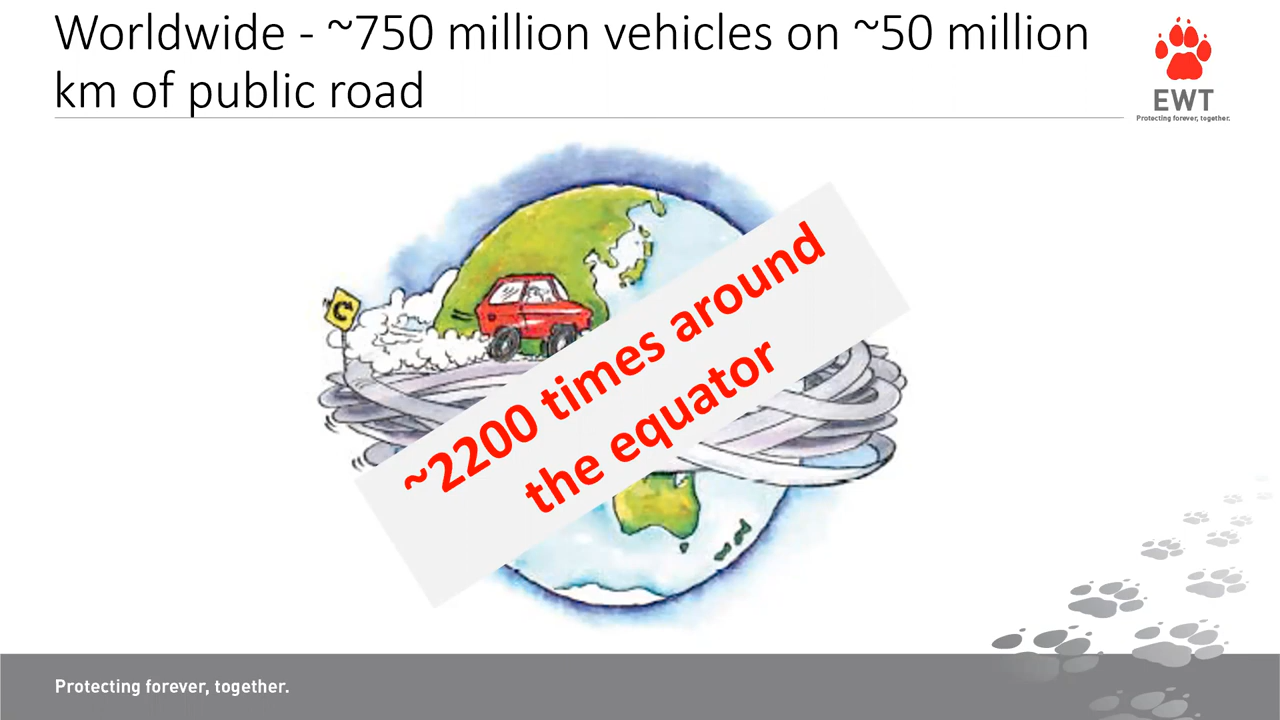 Worldwide - ~750 million vehicles on ~50 million
km of public road
EWT
Protecting forever, together.
~2200 times around
the equator
Protecting forever, together.